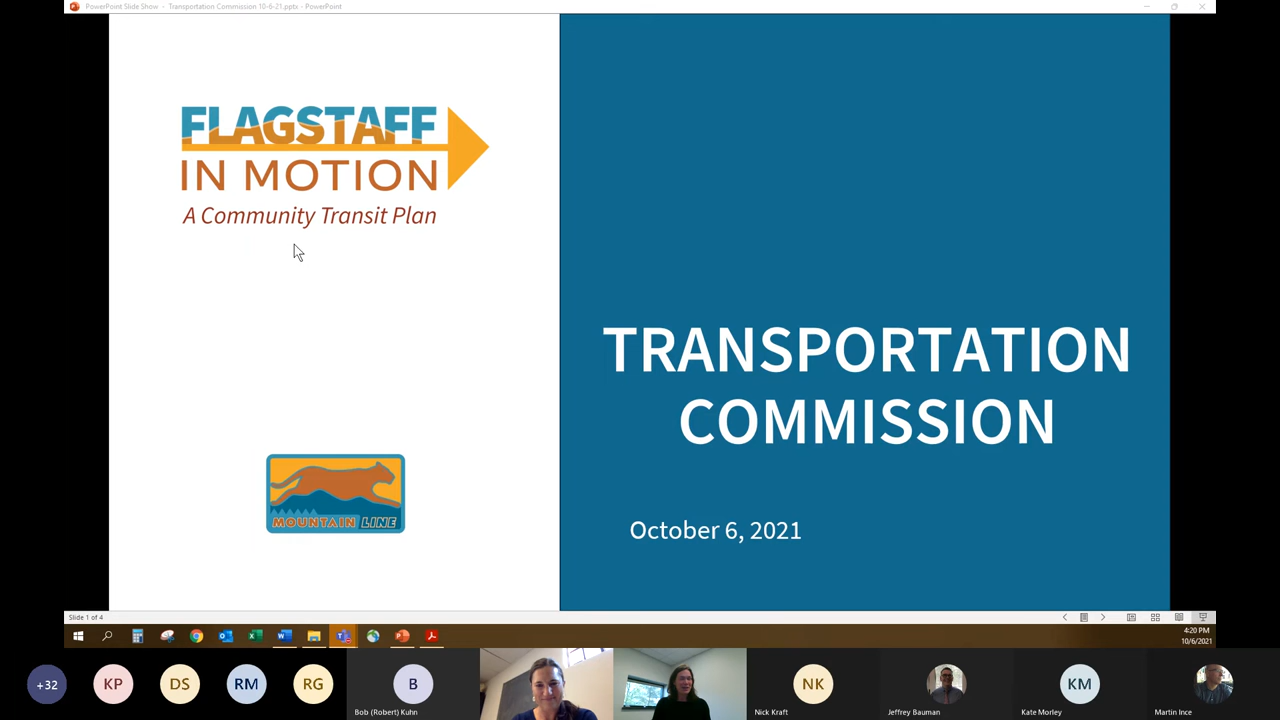 PowerPoint Slide Show - Transportation Commission 10-6-21.pptx - PowerPoint
FLAGSTAFF
IN MOTION
A Community Transit Plan
MOUNTAIN LINE
TRANSPORTATION
COMMISSION
October 6, 2021
Slide 1 of 4
4:20 PM
10/6/2021
+32
KP
DS
RM
RG
B
Bob (Robert) Kuhn
NK
Nick Kraft
Jeffrey Bauman
KM
Kate Morley
Martin Ince